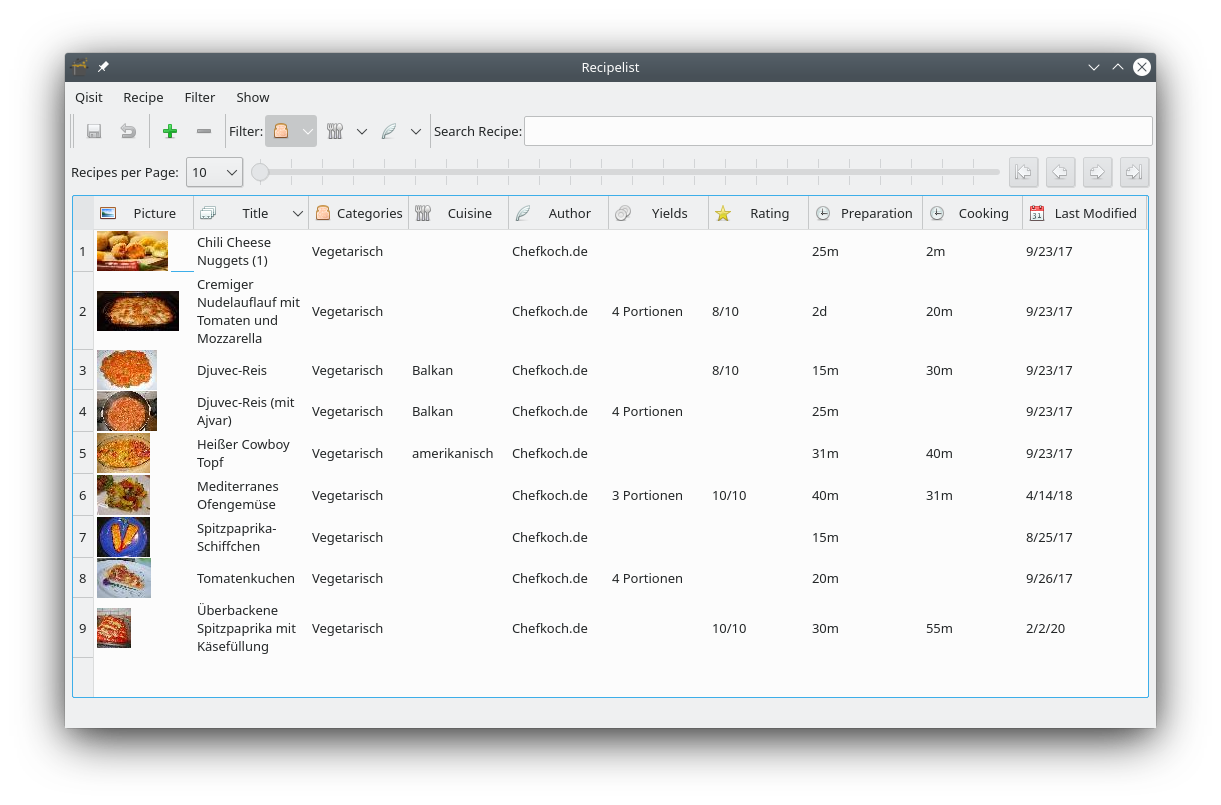 Recipelist
Qisit Recipe Filter Show
Filter: Search Recipe:
Recipes per Page: 10
Picture Title Categories Cuisine Author Yields Rating Preparation Cooking 31 Last Modified
1 Chili Cheese Nuggets (1) Vegetarisch Chefkoch.de 25m 2m 9/23/17
2 Cremiger Nudelauflauf mit Tomaten und Mozzarella Vegetarisch Chefkoch.de 4 Portionen 8/10 2d 20m 9/23/17
3 Djuvec-Reis Vegetarisch Balkan Chefkoch.de 8/10 15m 30m 9/23/17
4 Djuvec-Reis (mit Ajvar) Vegetarisch Balkan Chefkoch.de 4 Portionen 25m 9/23/17
5 Heißer Cowboy Topf Vegetarisch amerikanisch Chefkoch.de 31m 40m 9/23/17
6 Mediterranes Ofengemüse Vegetarisch Chefkoch.de 3 Portionen 10/10 40m 31m 4/14/18
7 Spitzpaprika-Schiffchen Vegetarisch Chefkoch.de 15m 8/25/17
8 Tomatenkuchen Vegetarisch Chefkoch.de 4 Portionen 20m 9/26/17
9 Überbackene Spitzpaprika mit Käsefüllung Vegetarisch Chefkoch.de 10/10 30m 55m 2/2/20